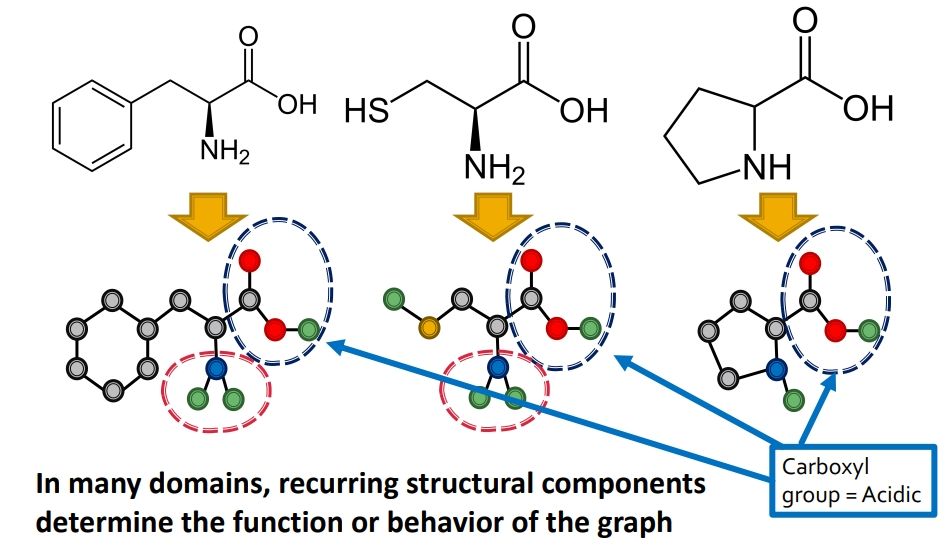 O
OH
NH₂
O
HS
OH
NH₂
O
OH
NH
Carboxyl
group = Acidic
In many domains, recurring structural components
determine the function or behavior of the graph